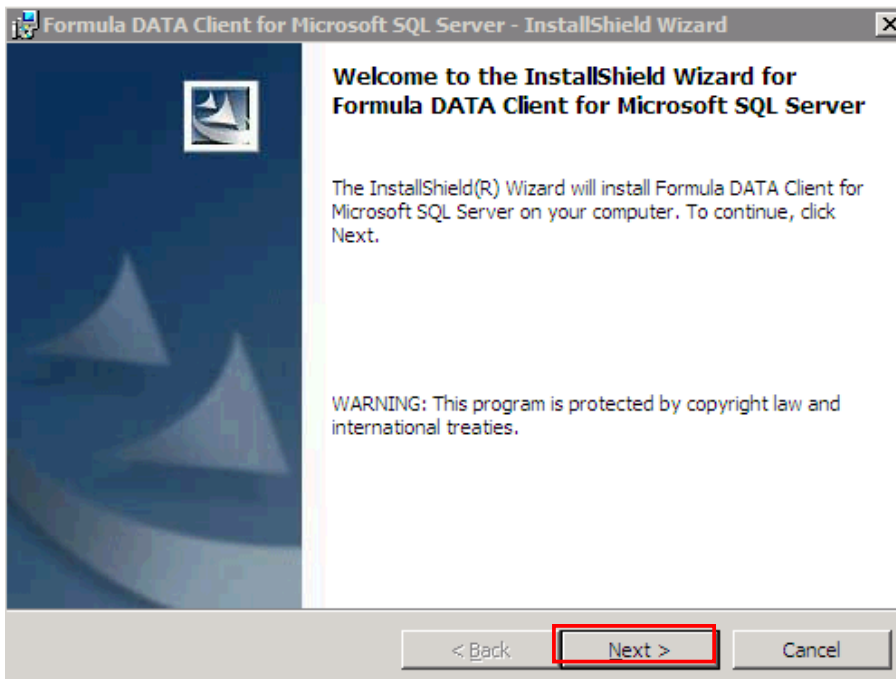 Formula DATA Client for Microsoft SQL Server - InstallShield Wizard
Welcome to the InstallShield Wizard for
Formula DATA Client for Microsoft SQL Server
The InstallShield(R) Wizard will install Formula DATA Client for
Microsoft SQL Server on your computer. To continue, click
Next.
WARNING: This program is protected by copyright law and
international treaties.
< Back
Next >
Cancel